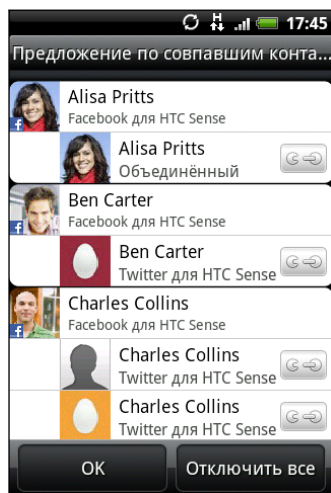 H 17:45
Предложение по совпавшим конта...
Alisa Pritts
Facebook для HTC Sense
Alisa Pritts
Объединённый
Ben Carter
Facebook для HTC Sense
Ben Carter
Twitter для HTC Sense
Charles Collins
Facebook для HTC Sense
Charles Collins
Twitter для HTC Sense
Charles Collins
Twitter для HTC Sense
OK Отключить все